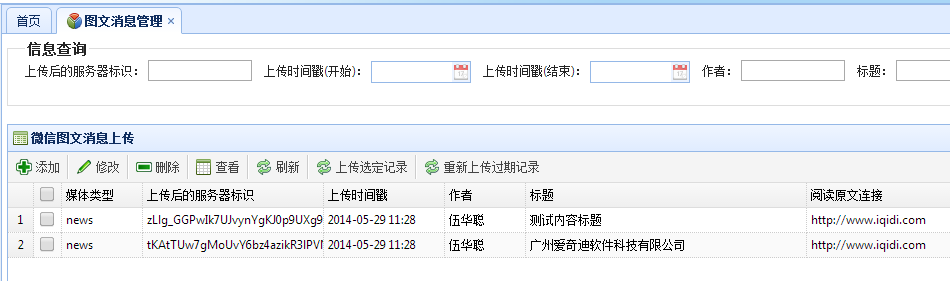 首页 图文消息管理 ×
信息查询
上传后的服务器标识： 上传时间戳(开始)： 上传时间戳(结束)： 作者： 标题：
微信图文消息上传
添加 修改 删除 查看 刷新 上传选定记录 重新上传过期记录
媒体类型 上传后的服务器标识 上传时间戳 作者 标题 阅读原文连接
1 news zLIg_GGPwIk7UJvynYgKJ0p9UXg9 2014-05-29 11:28 伍华聪 测试内容标题 http://www.iqidi.com
2 news tKAtTUw7gMoUvY6bz4azikR3IPVI 2014-05-29 11:28 伍华聪 广州爱奇迪软件科技有限公司 http://www.iqidi.com